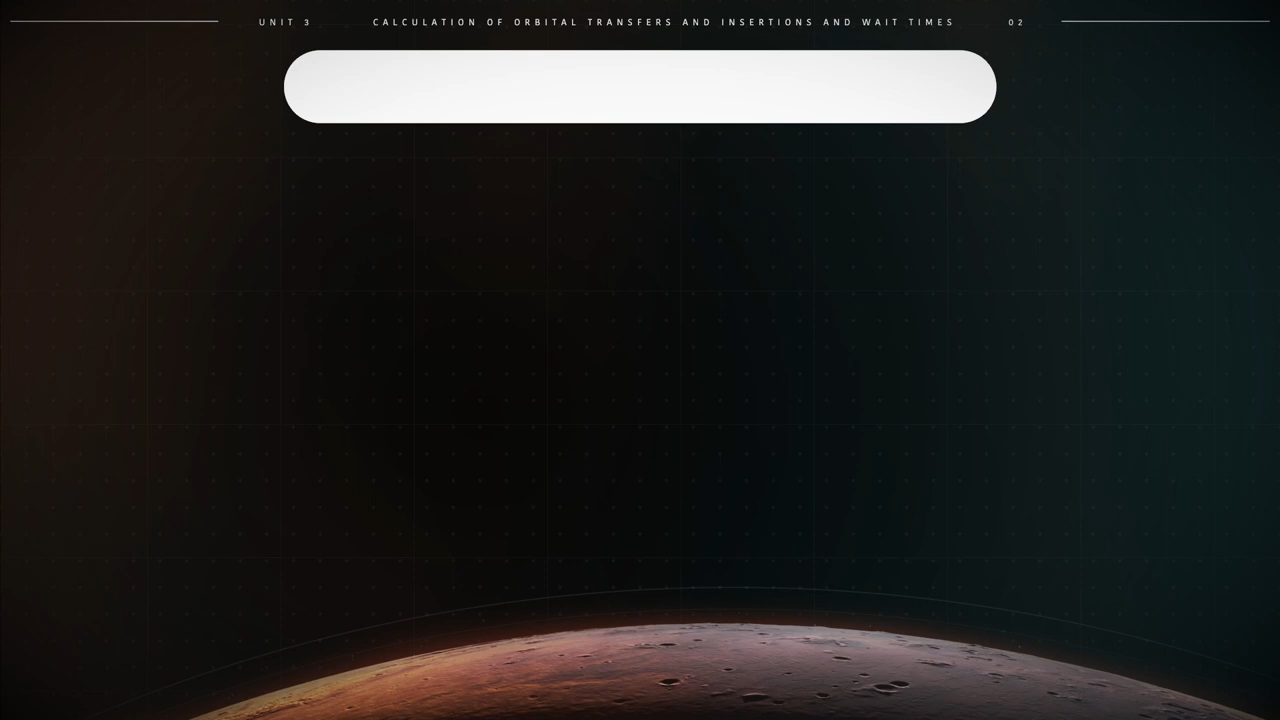 UNIT 3 CALCULATION OF ORBITAL TRANSFERS AND INSERTIONS AND WAIT TIMES 02